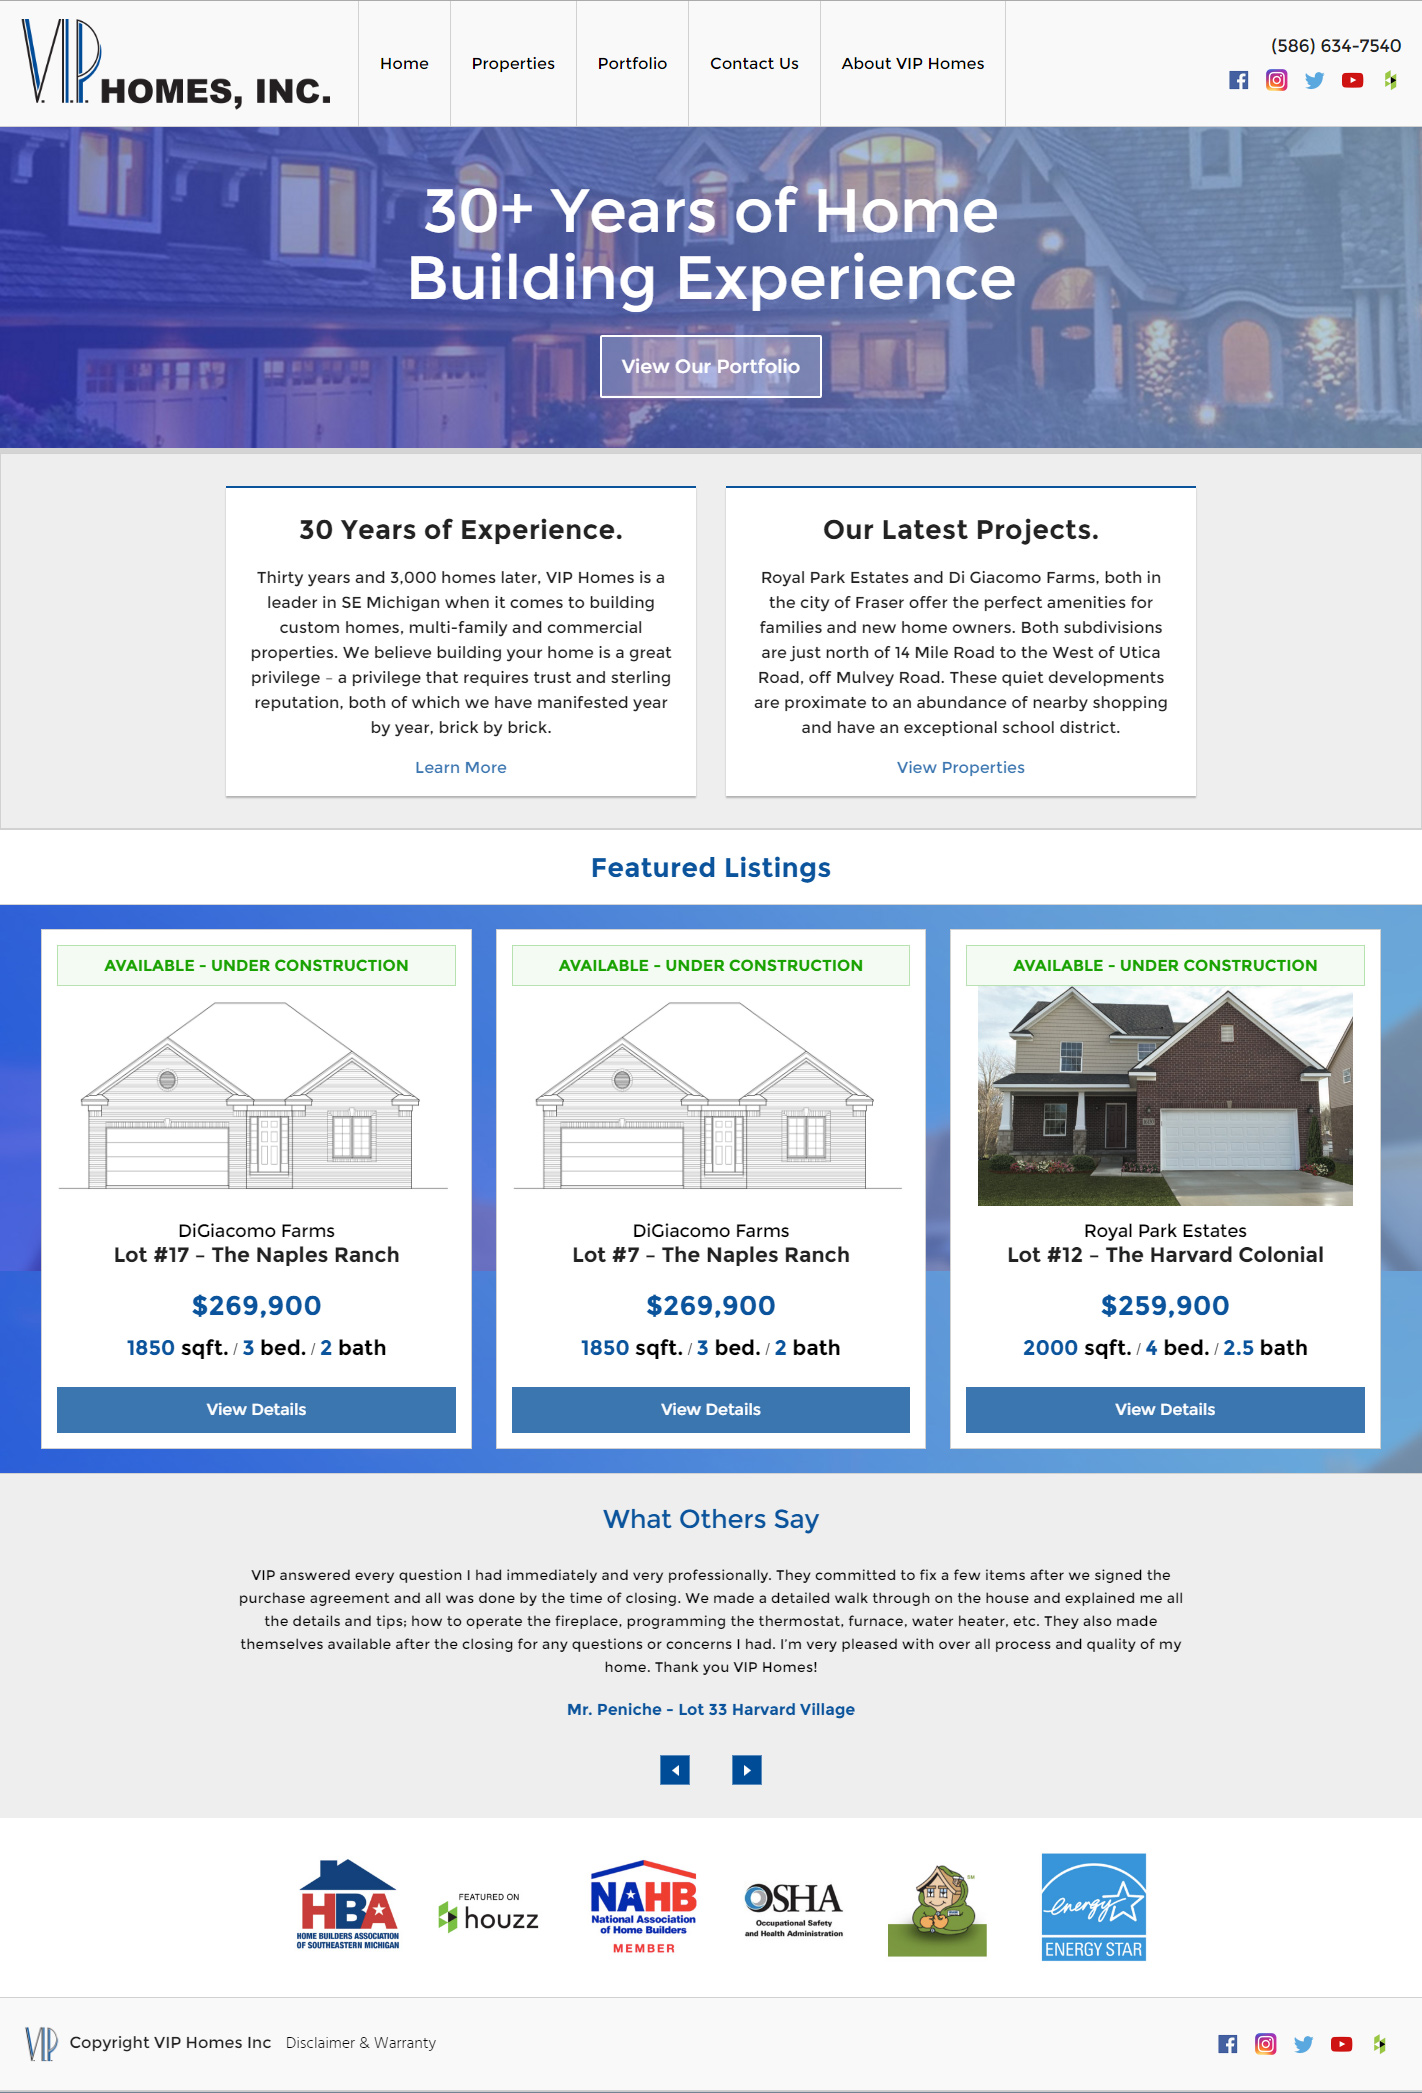 VIP HOMES, INC.
Home
Properties
Portfolio
Contact Us
About VIP Homes
(586) 634-7540
30+ Years of Home
Building Experience
View Our Portfolio
30 Years of Experience.
Thirty years and 3,000 homes later, VIP Homes is a
leader in SE Michigan when it comes to building
custom homes, multi-family and commercial
properties. We believe building your home is a great
privilege – a privilege that requires trust and sterling
reputation, both of which we have manifested year
by year, brick by brick.
Learn More
Our Latest Projects.
Royal Park Estates and Di Giacomo Farms, both in
the city of Fraser offer the perfect amenities for
families and new home owners. Both subdivisions
are just north of 14 Mile Road to the West of Utica
Road, off Mulvey Road. These quiet developments
are proximate to an abundance of nearby shopping
and have an exceptional school district.
View Properties
Featured Listings
AVAILABLE - UNDER CONSTRUCTION
DiGiacomo Farms
Lot #17 – The Naples Ranch
$269,900
1850 sqft. / 3 bed. / 2 bath
View Details
AVAILABLE - UNDER CONSTRUCTION
DiGiacomo Farms
Lot #7 – The Naples Ranch
$269,900
1850 sqft. / 3 bed. / 2 bath
View Details
AVAILABLE - UNDER CONSTRUCTION
Royal Park Estates
Lot #12 – The Harvard Colonial
$259,900
2000 sqft. / 4 bed. / 2.5 bath
View Details
What Others Say
VIP answered every question I had immediately and very professionally. They committed to fix a few items after we signed the
purchase agreement and all was done by the time of closing. We made a detailed walk through on the house and explained me all
the details and tips; how to operate the fireplace, programming the thermostat, furnace, water heater, etc. They also made
themselves available after the closing for any questions or concerns I had. I'm very pleased with over all process and quality of my
home. Thank you VIP Homes!
Mr. Peniche - Lot 33 Harvard Village
HBA
HOME BUILDERS ASSOCIATION
OF SOUTHEASTERN MICHIGAN
FEATURED ON
houzz
NAHB
National Association
of Home Builders
MEMBER
OSHA
Occupational Safety
and Health Administration
SM
energy
ENERGY STAR
VIP
Copyright VIP Homes Inc
Disclaimer & Warranty